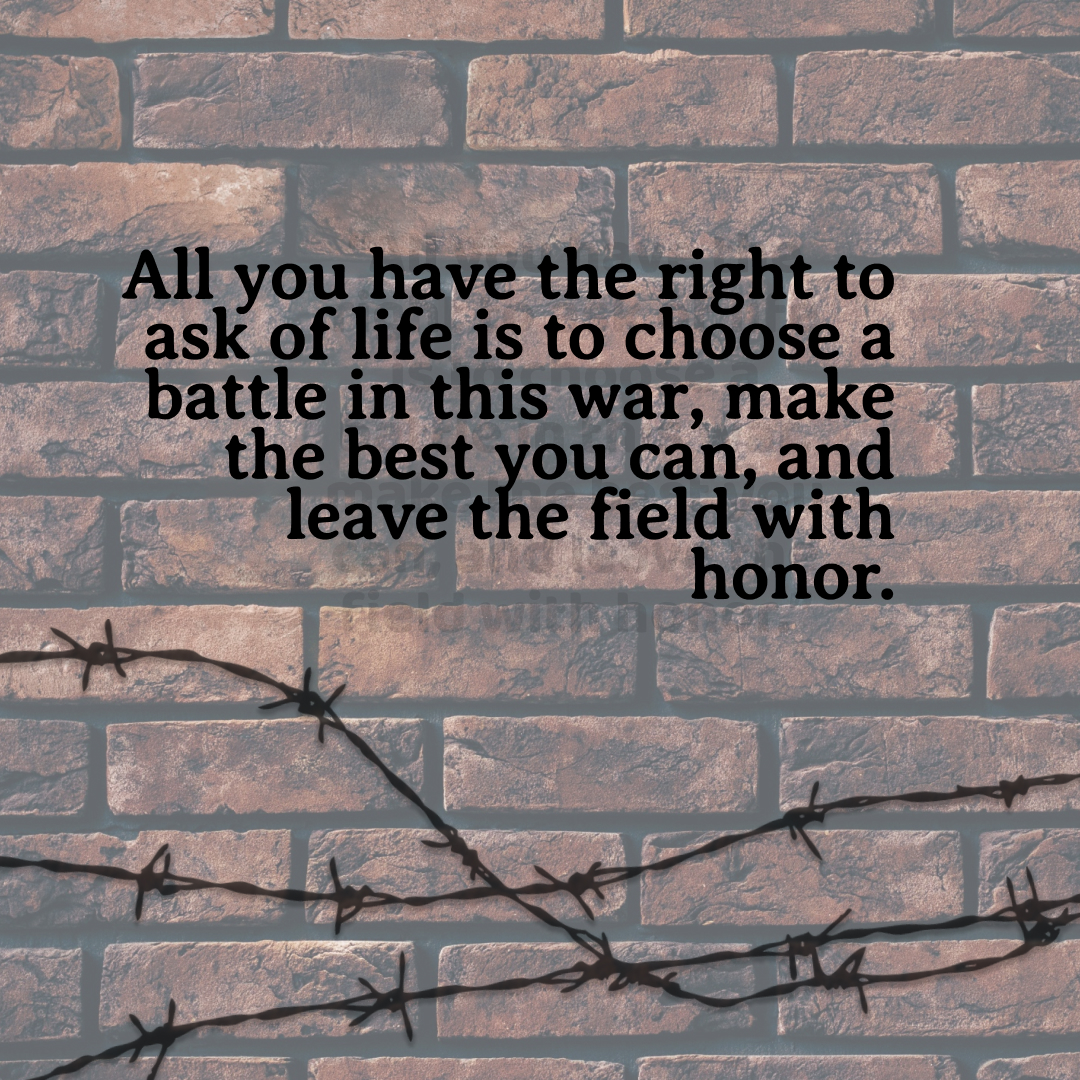 All you have the right to
ask of life is to choose a
battle in this war, make
the best you can, and
leave the field with
honor.